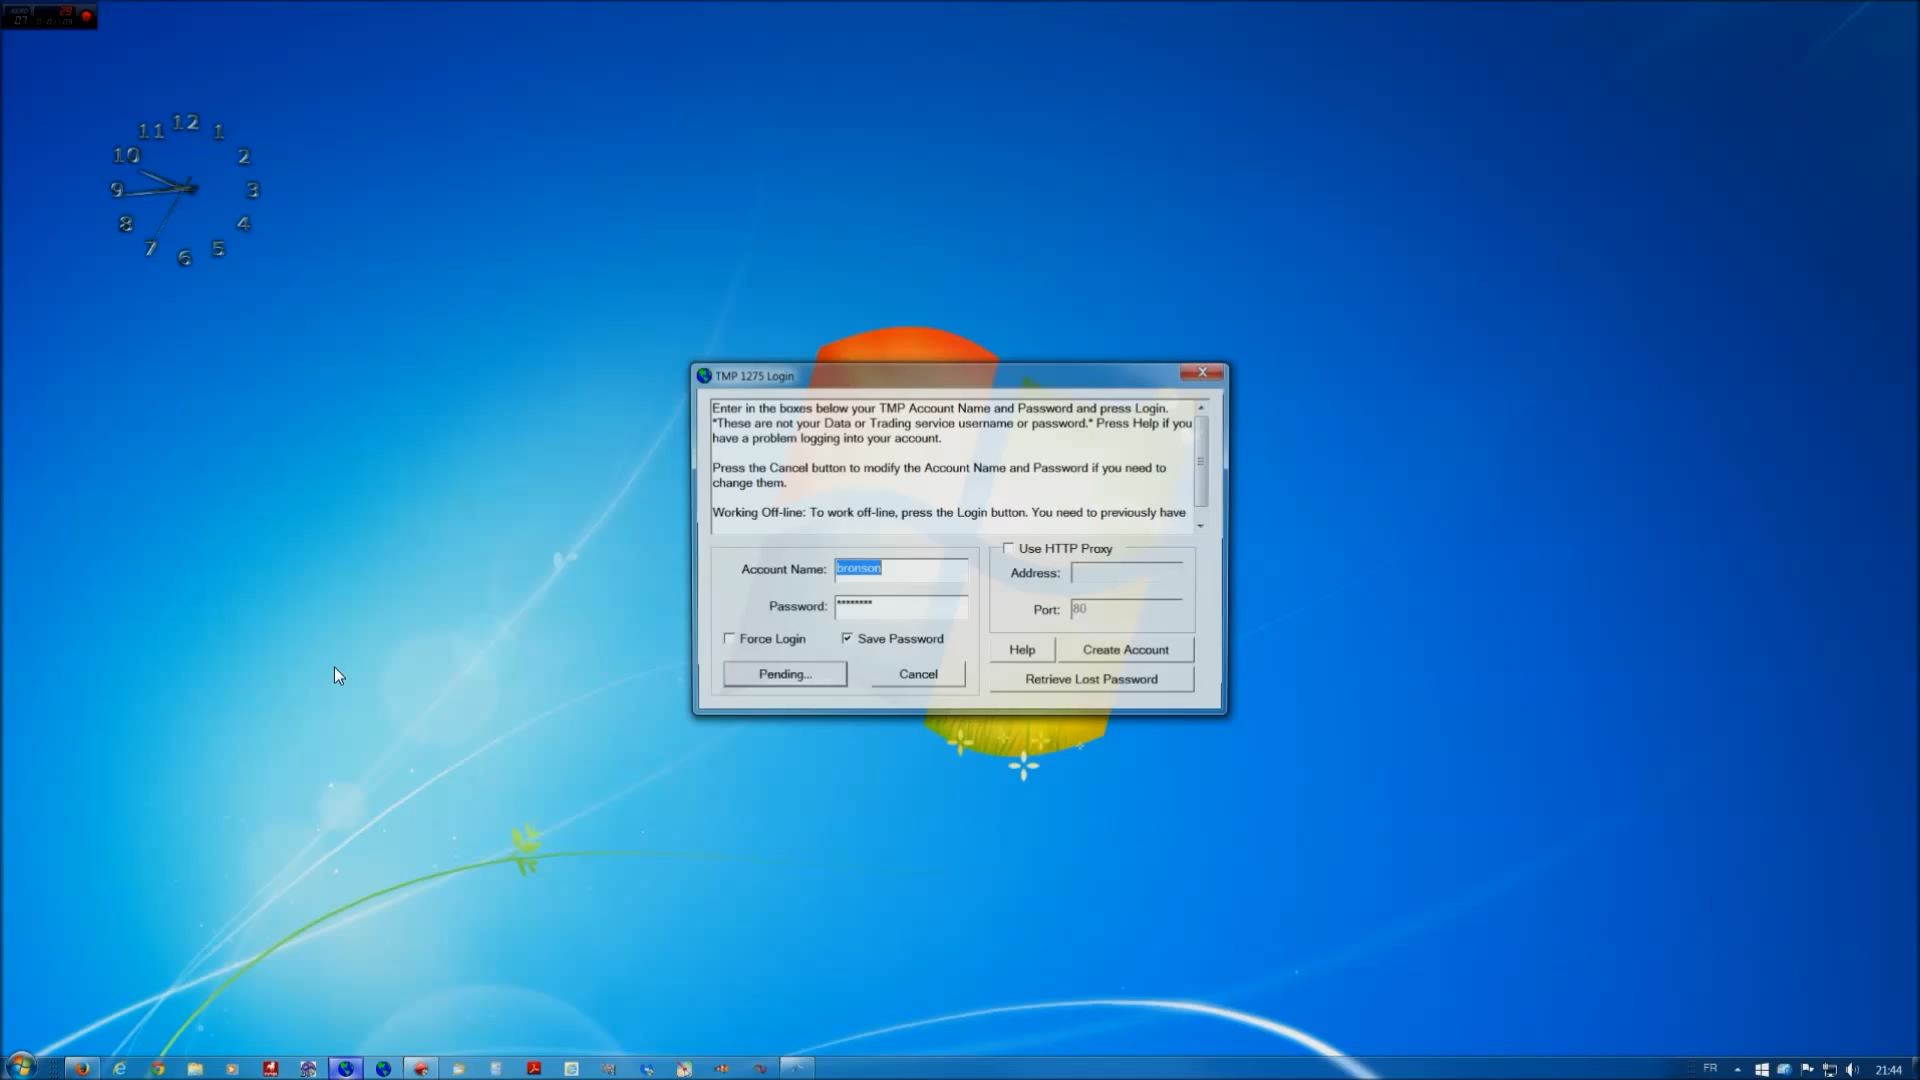 12
11
1
10
2
9
3
8
4
7
5
6
TMP 1275 Login
Enter in the boxes below your TMP Account Name and Password and press Login.
*These are not your Data or Trading service username or password.* Press Help if you
have a problem logging into your account.
Press the Cancel button to modify the Account Name and Password if you need to
change them.
Working Off-line: To work off-line, press the Login button. You need to previously have
Account Name: bronson
Password: ********
Force Login
Save Password
Pending...
Cancel
Use HTTP Proxy
Address:
Port: 80
Help
Create Account
Retrieve Lost Password
FR
21:44